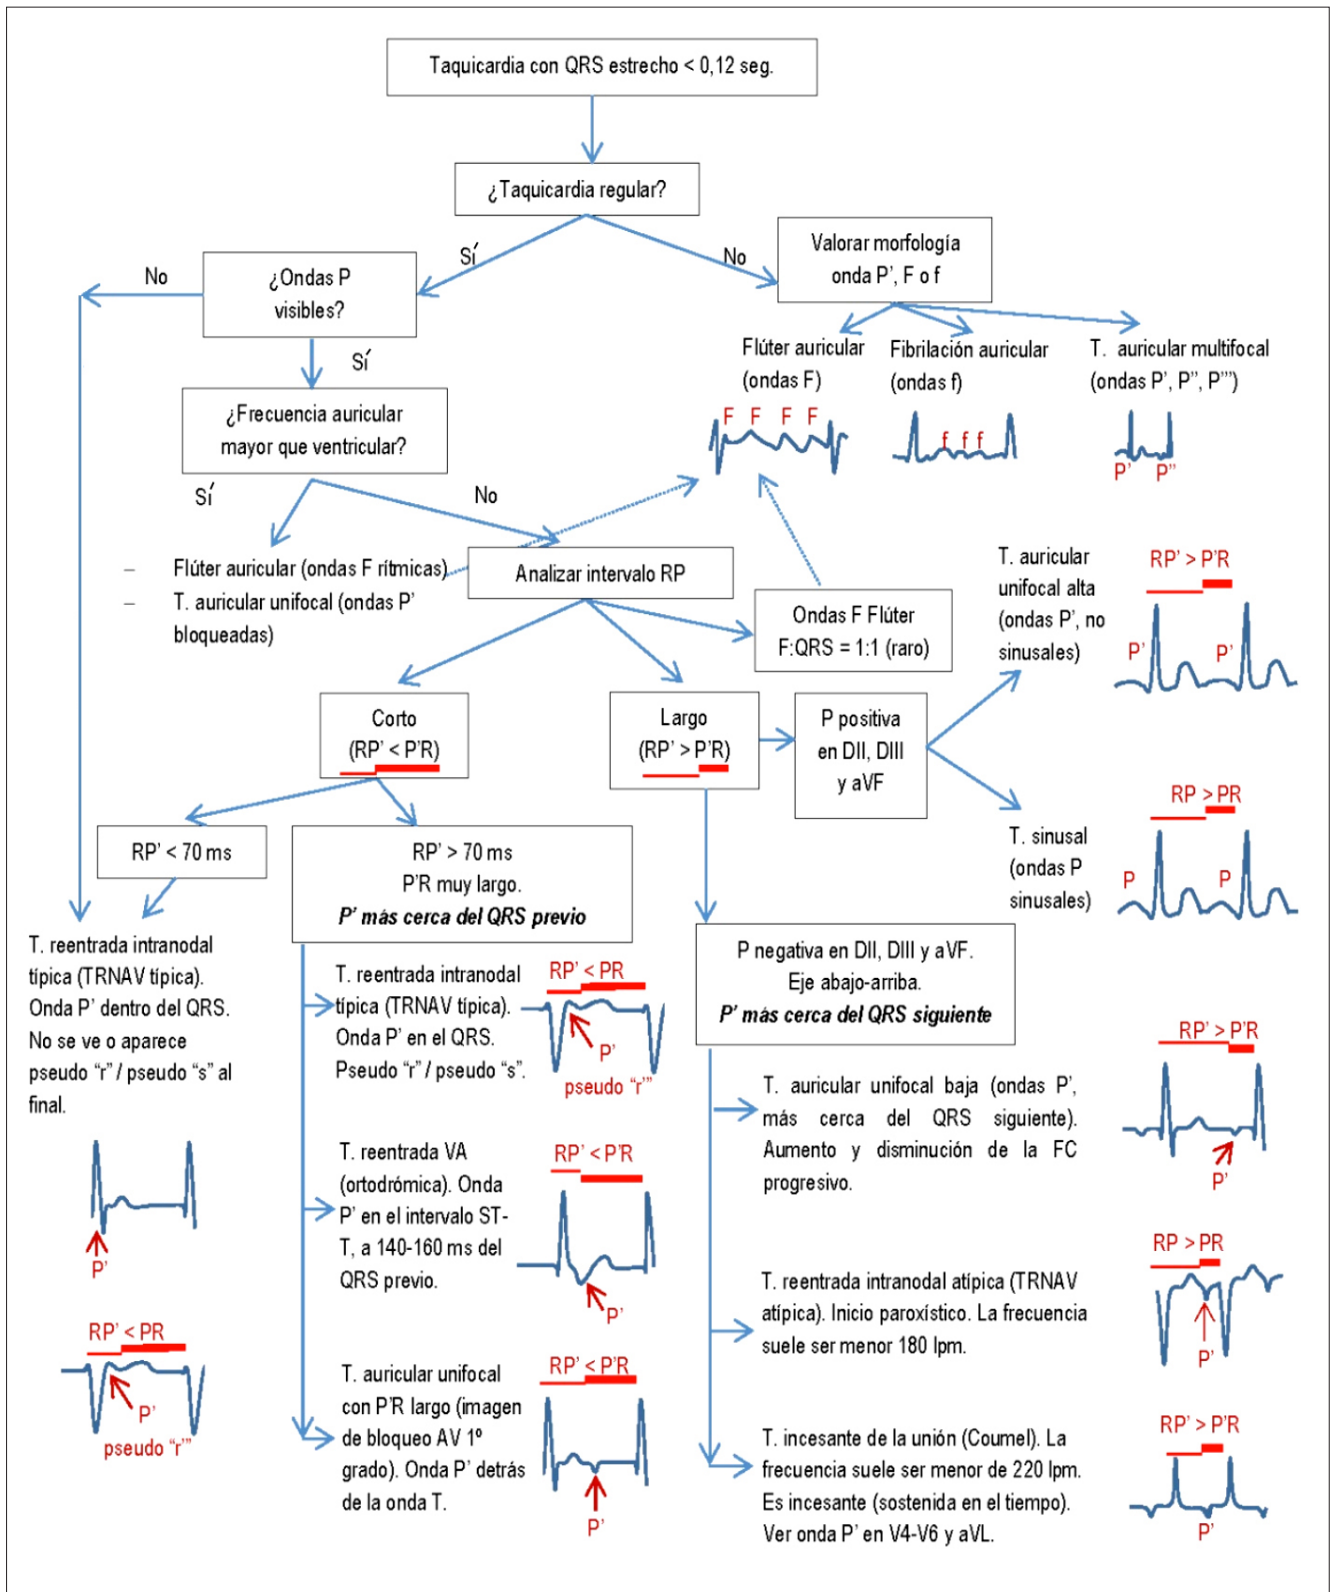 Taquicardia con QRS estrecho < 0,12 seg.
¿Taquicardia regular?
Sí
No
Valorar morfología
onda P', F o f
No
¿Ondas P
visibles?
Sí
Flúter auricular
(ondas F)
Fibrilación auricular
(ondas f)
T. auricular multifocal
(ondas P', P'', P''')
F F F F
f f f
P' P''
¿Frecuencia auricular
mayor que ventricular?
Sí
No
– Flúter auricular (ondas F rítmicas)
– T. auricular unifocal (ondas P'
bloqueadas)
Analizar intervalo RP
Ondas F Flúter
F:QRS = 1:1 (raro)
T. auricular
unifocal alta
(ondas P', no
sinusales)
RP' > P'R
P' P'
Corto
(RP' < P'R)
Largo
(RP' > P'R)
P positiva
en DII, DIII
y aVF
T. sinusal
(ondas P
sinusales)
RP > PR
P P
RP' < 70 ms
RP' > 70 ms
P'R muy largo.
P' más cerca del QRS previo
P negativa en DII, DIII y aVF.
Eje abajo-arriba.
P' más cerca del QRS siguiente
T. reentrada intranodal
típica (TRNAV típica).
Onda P' dentro del QRS.
No se ve o aparece
pseudo “r” / pseudo “s” al
final.
P'
RP' < PR
P'
pseudo “r'”
T. reentrada intranodal
típica (TRNAV típica).
Onda P' en el QRS.
Pseudo “r” / pseudo “s”.
RP' < PR
P'
pseudo “r'”
T. reentrada VA
(ortodrómica). Onda
P' en el intervalo ST-
T, a 140-160 ms del
QRS previo.
RP' < P'R
P'
T. auricular unifocal
con P'R largo (imagen
de bloqueo AV 1º
grado). Onda P' detrás
de la onda T.
RP' < P'R
P'
T. auricular unifocal baja (ondas P',
más cerca del QRS siguiente).
Aumento y disminución de la FC
progresivo.
RP' > P'R
P'
T. reentrada intranodal atípica (TRNAV
atípica). Inicio paroxístico. La frecuencia
suele ser menor 180 lpm.
RP > PR
P'
T. incesante de la unión (Coumel). La
frecuencia suele ser menor de 220 lpm.
Es incesante (sostenida en el tiempo).
Ver onda P' en V4-V6 y aVL.
RP' > P'R
P'